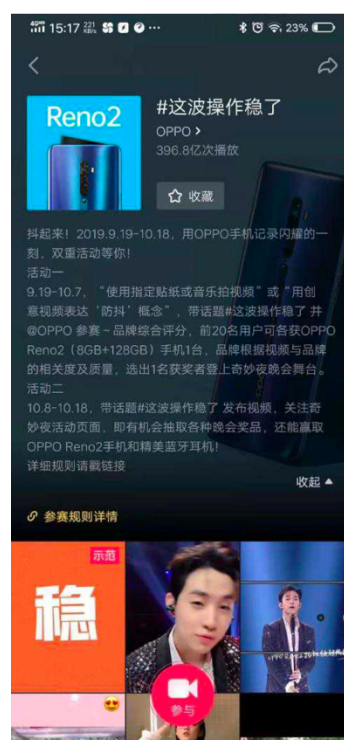 15:17
23%
Reno2
#这波操作稳了
OPPO >
396.8亿次播放
收藏
抖起来！2019.9.19-10.18，用OPPO手机记录闪耀的一
刻，双重活动等你！
活动一
9.19-10.7，“使用指定贴纸或音乐拍视频”或“用创
意视频表达‘防抖’概念”，带话题#这波操作稳了 并
@OPPO 参赛－品牌综合评分，前20名用户可各获OPPO
Reno2（8GB+128GB）手机1台，品牌根据视频与品牌
的相关度及质量，选出1名获奖者登上奇妙夜晚会舞台。
活动二
10.8-10.18，带话题#这波操作稳了 发布视频，关注奇
妙夜活动页面，即有机会抽取各种晚会奖品，还能赢取
OPPO Reno2手机和精美蓝牙耳机！
详细规则请戳链接
收起
参赛规则详情
示范
稳
参与